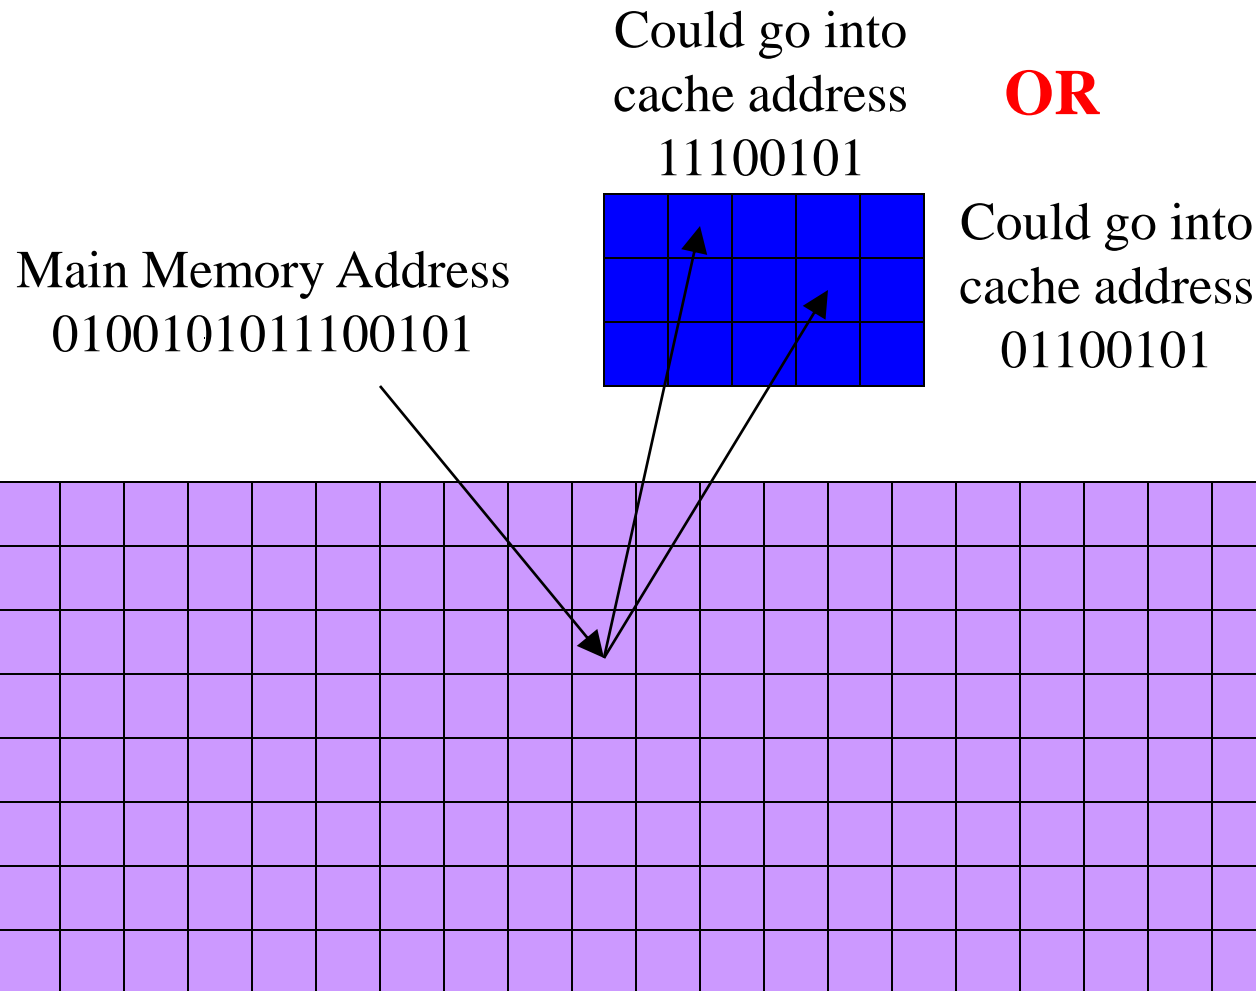 Could go into
cache address
11100101
OR
Could go into
cache address
01100101
Main Memory Address
0100101011100101